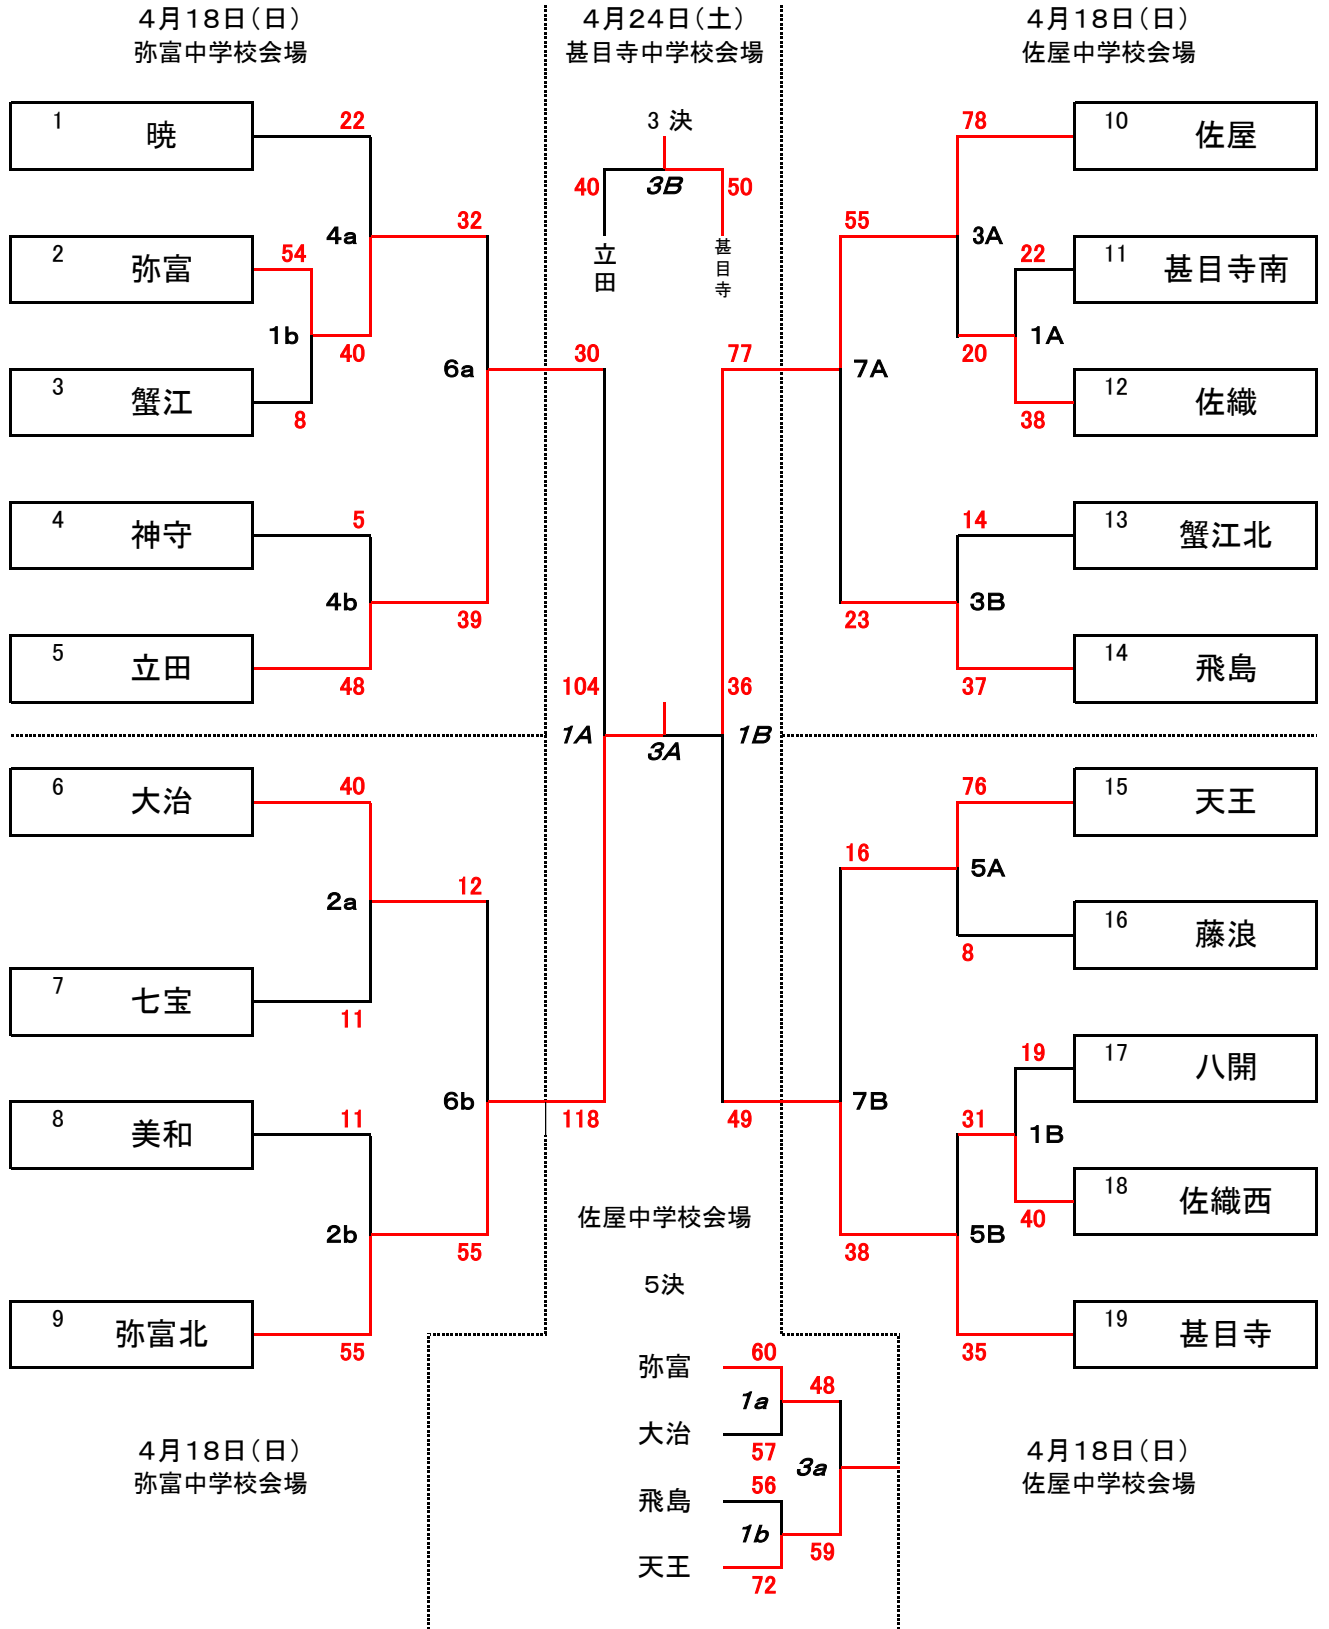 4月18日(日)
弥富中学校会場
4月24日(土)
甚目寺中学校会場
4月18日(日)
佐屋中学校会場
1 暁
22
2 弥富
54
3 蟹江
8
1b
40
4a
32
4 神守
5
5 立田
48
4b
39
6a
30
6 大治
40
7 七宝
11
2a
12
8 美和
11
9 弥富北
55
2b
55
6b
118
3 決
40
3B
50
立田
甚目寺
104
1A
3A
36
1B
77
49
10 佐屋
78
11 甚目寺南
22
12 佐織
38
1A
20
3A
55
13 蟹江北
14
14 飛島
37
3B
23
7A
15 天王
76
16 藤浪
8
5A
16
17 八開
19
18 佐織西
40
1B
31
19 甚目寺
35
5B
38
7B
佐屋中学校会場
5決
弥富
60
大治
57
1a
48
飛島
56
天王
72
1b
59
3a
4月18日(日)
弥富中学校会場
4月18日(日)
佐屋中学校会場